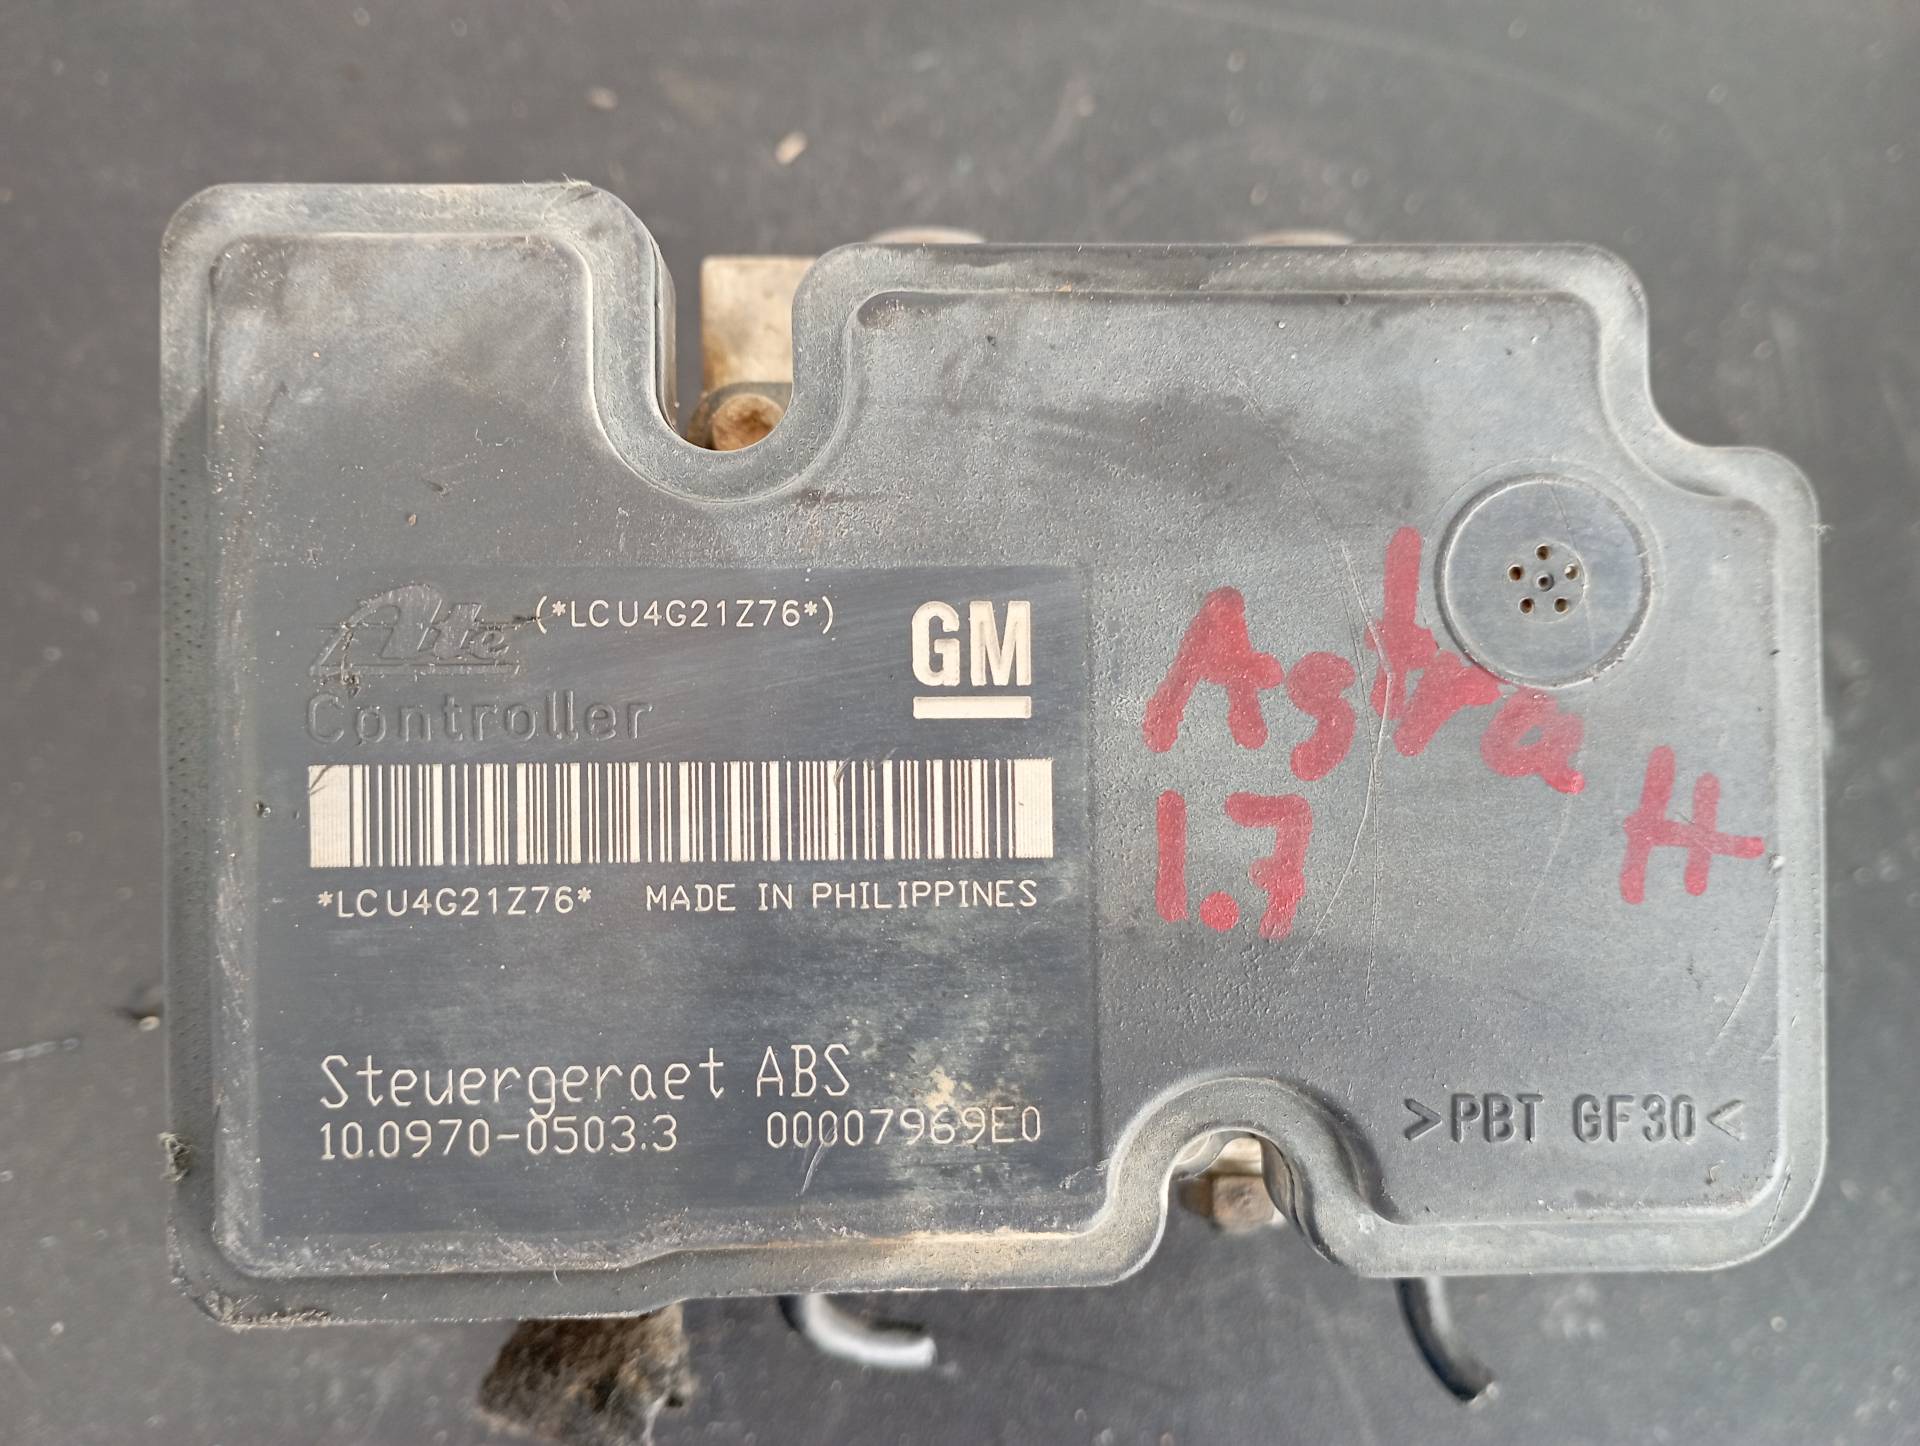 Ate (*LCU4G21Z76*)
GM
Controller
*LCU4G21Z76* MADE IN PHILIPPINES
Steuergeraet ABS
10.0970-0503.3 00007969E0
Astra H
1.7
>PBT GF30<